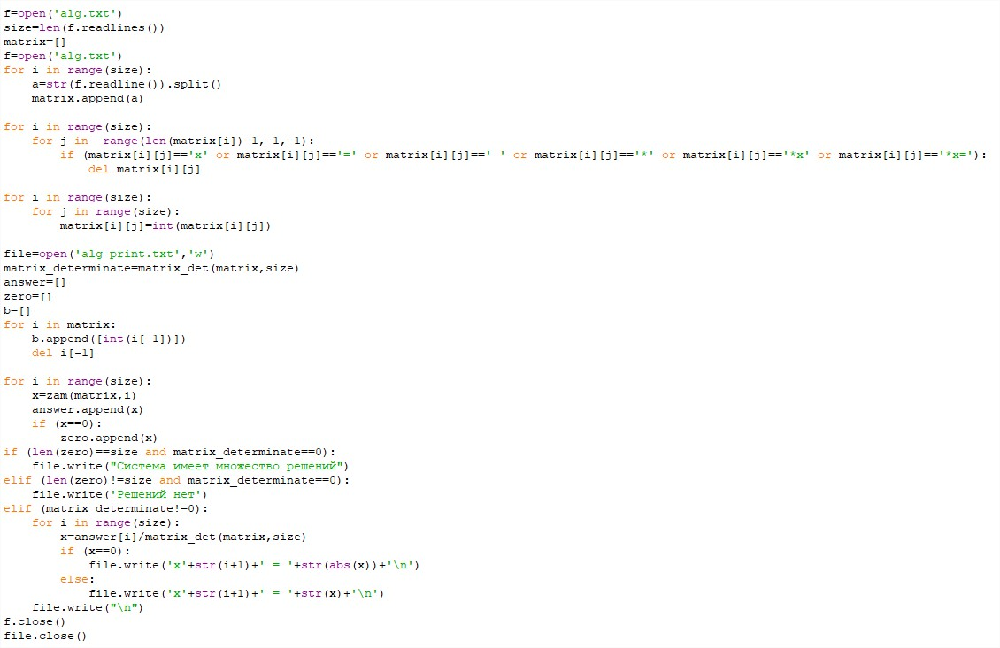 f=open('alg.txt')
size=len(f.readlines())
matrix=[]
f=open('alg.txt')
for i in range(size):
    a=str(f.readline()).split()
    matrix.append(a)

for i in range(size):
    for j in  range(len(matrix[i])-1,-1,-1):
        if (matrix[i][j]=='x' or matrix[i][j]=='=' or matrix[i][j]==' ' or matrix[i][j]=='*' or matrix[i][j]=='*x' or matrix[i][j]=='*x='):
            del matrix[i][j]

for i in range(size):
    for j in range(size):
        matrix[i][j]=int(matrix[i][j])

file=open('alg print.txt','w')
matrix_determinate=matrix_det(matrix,size)
answer=[]
zero=[]
b=[]
for i in matrix:
    b.append([int(i[-1])])
    del i[-1]

for i in range(size):
    x=zam(matrix,i)
    answer.append(x)
    if (x==0):
        zero.append(x)
if (len(zero)==size and matrix_determinate==0):
    file.write("Система имеет множество решений")
elif (len(zero)!=size and matrix_determinate==0):
    file.write('Решений нет')
elif (matrix_determinate!=0):
    for i in range(size):
        x=answer[i]/matrix_det(matrix,size)
        if (x==0):
            file.write('x'+str(i+1)+' = '+str(abs(x))+'\n')
        else:
            file.write('x'+str(i+1)+' = '+str(x)+'\n')
    file.write("\n")
f.close()
file.close()